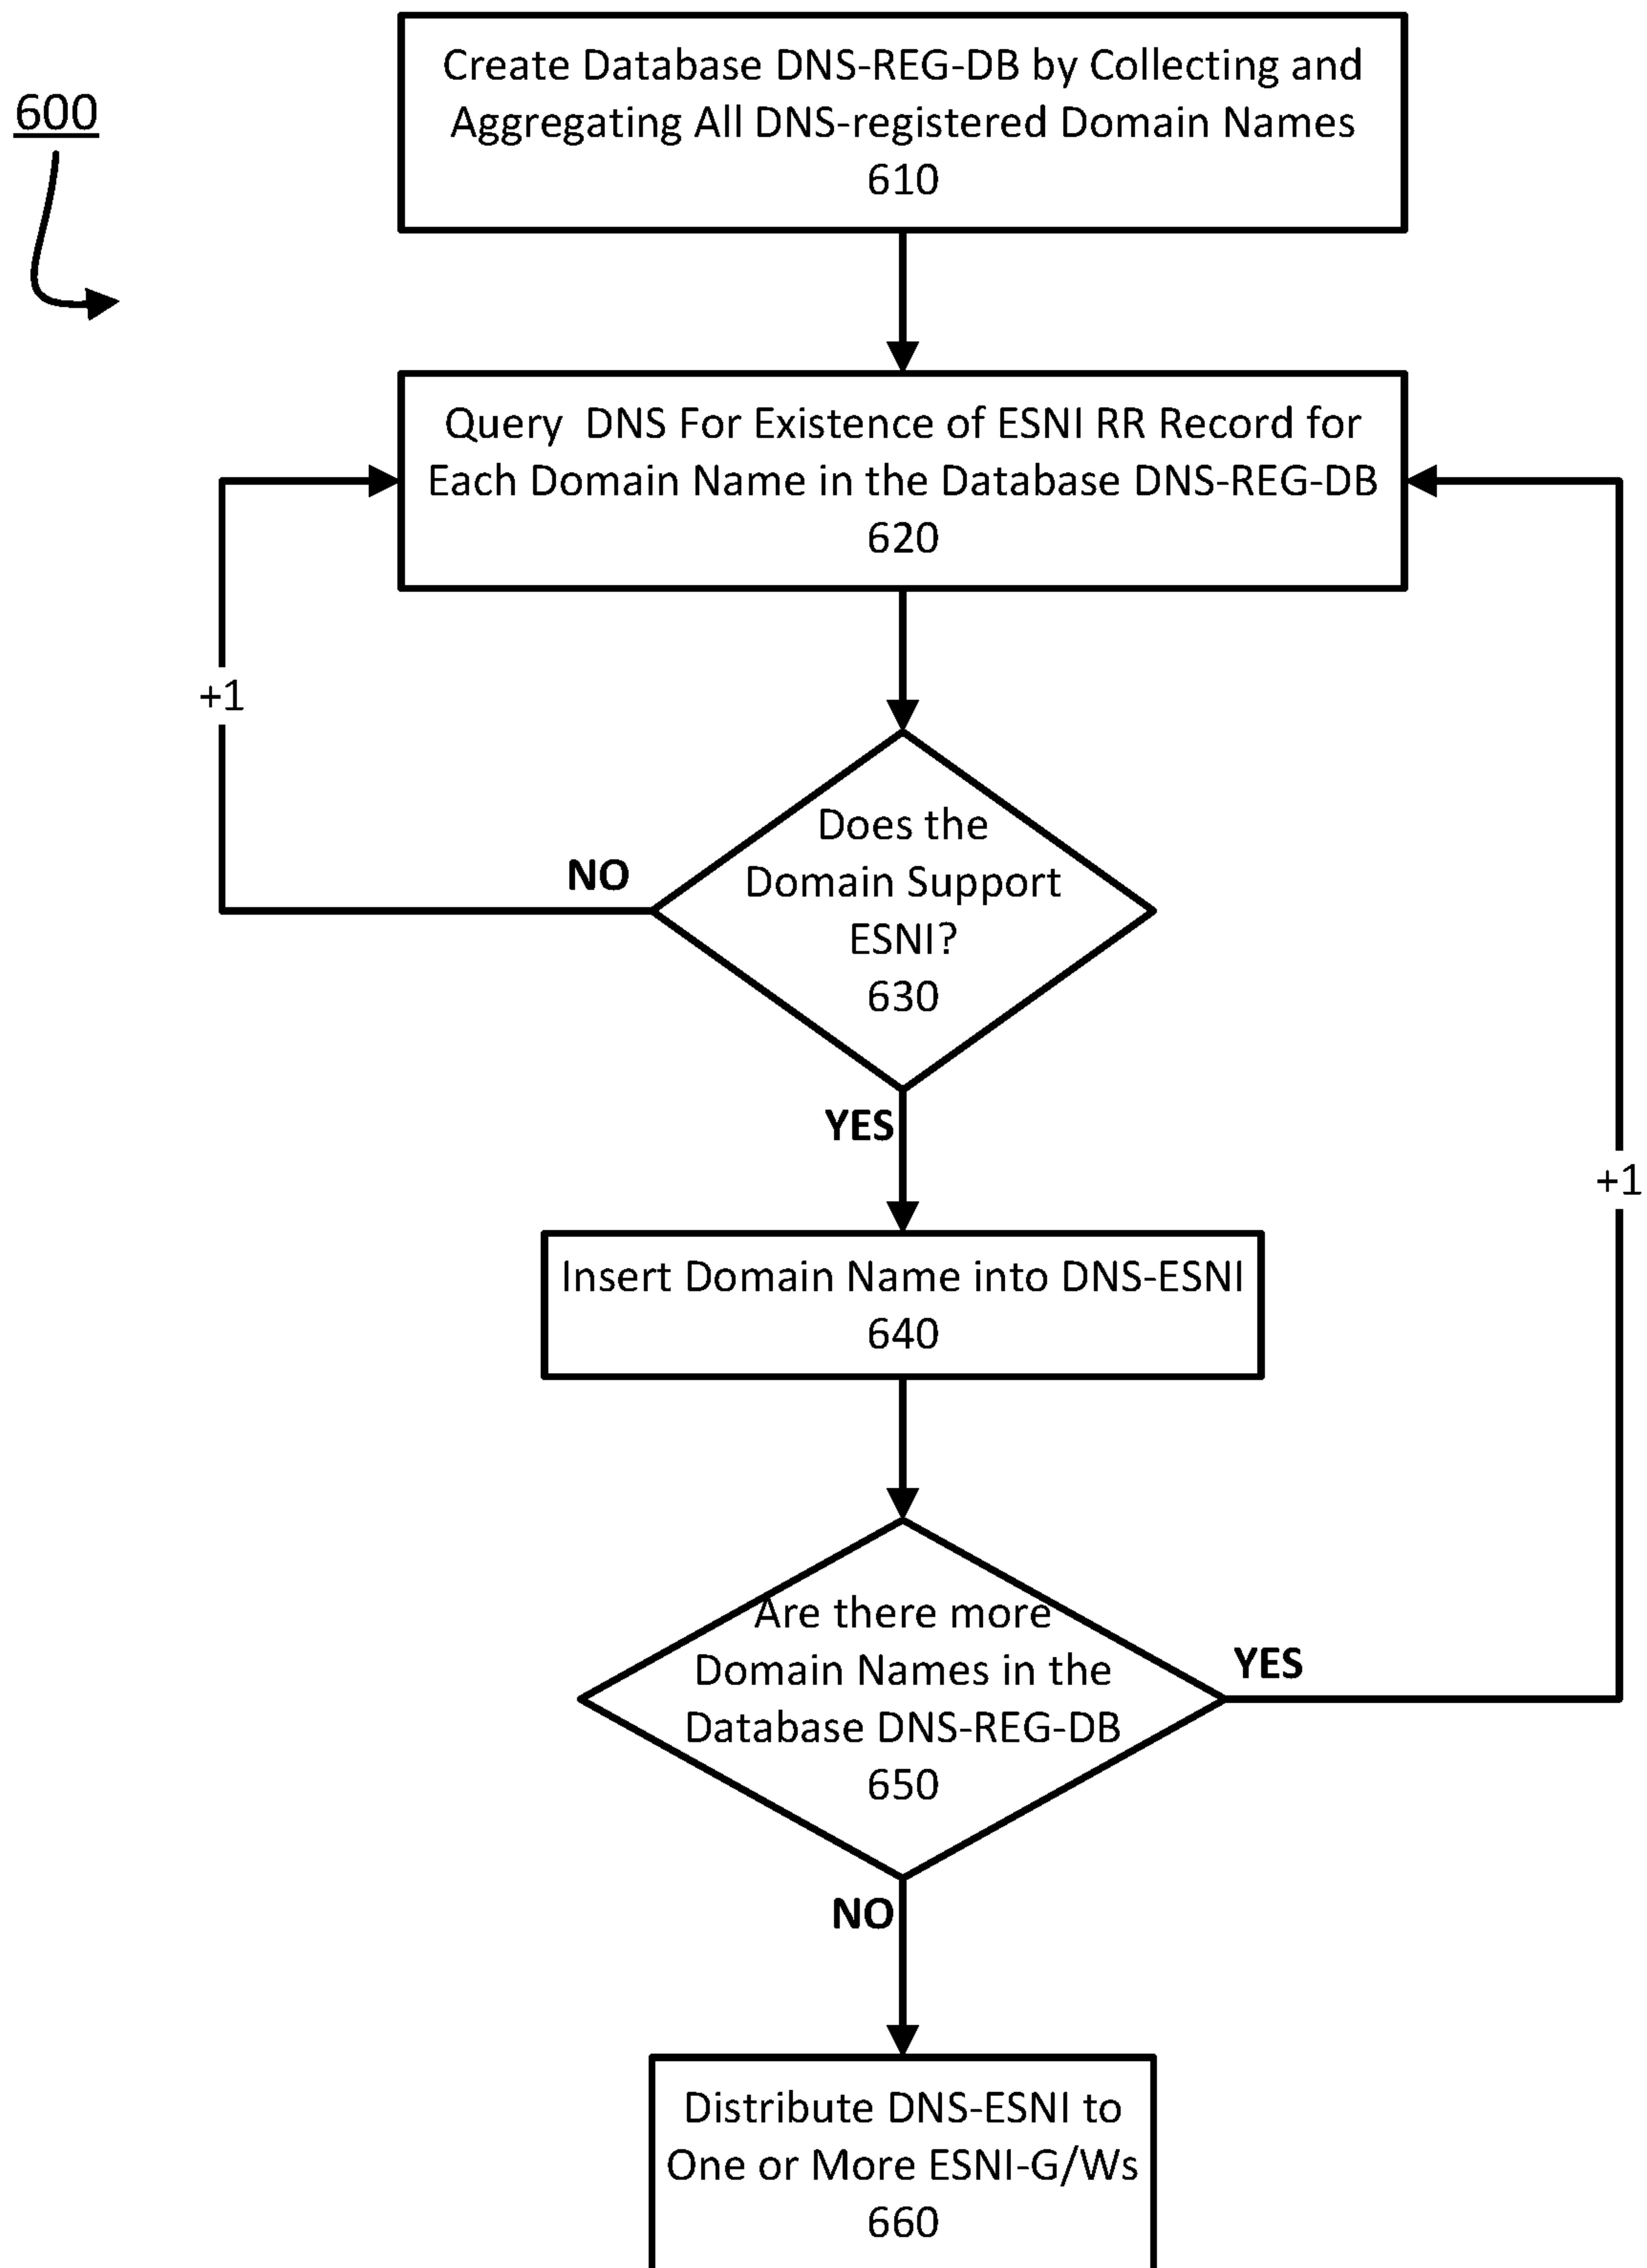 600
Create Database DNS-REG-DB by Collecting and
Aggregating All DNS-registered Domain Names
610
Query  DNS For Existence of ESNI RR Record for
Each Domain Name in the Database DNS-REG-DB
620
+1
Does the
Domain Support
ESNI?
630
NO
YES
+1
Insert Domain Name into DNS-ESNI
640
Are there more
Domain Names in the
Database DNS-REG-DB
650
YES
NO
Distribute DNS-ESNI to
One or More ESNI-G/Ws
660